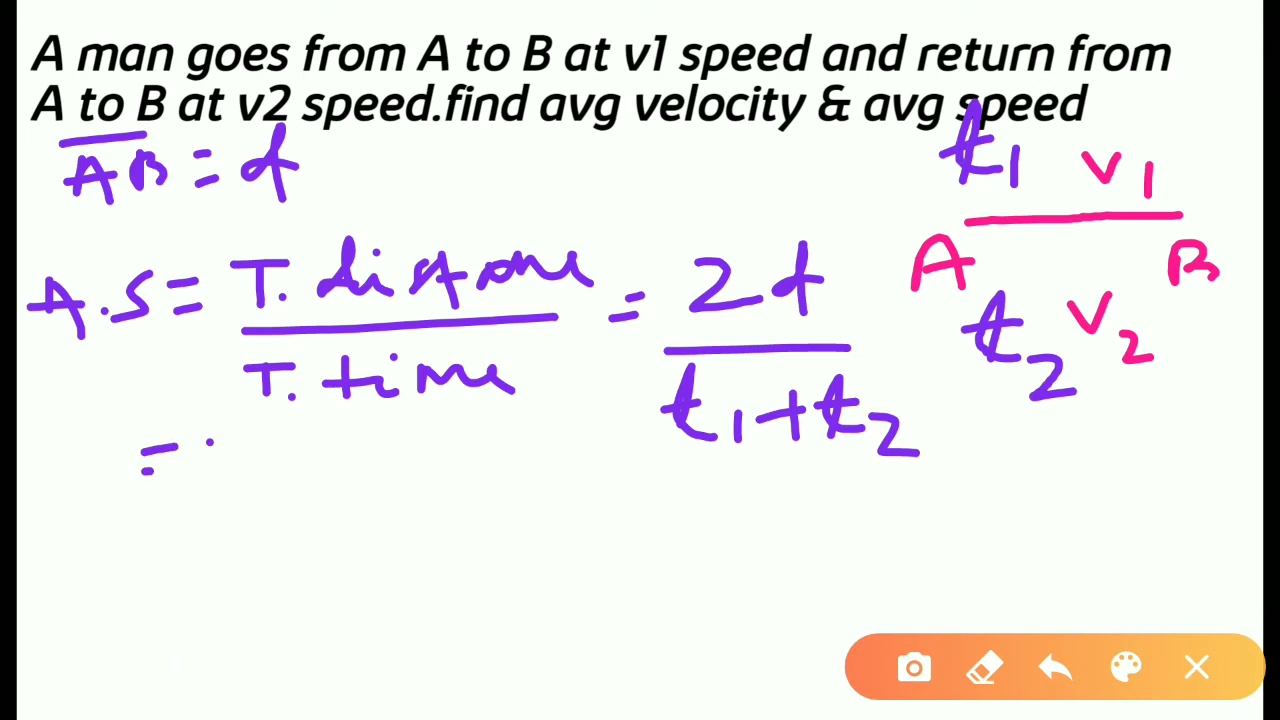 A man goes from A to B at v1 speed and return from
A to B at v2 speed.find avg velocity & avg speed
AB = d
t1 v1
A B
t2 v2
A.S = T. distance / T. time = 2d / t1+t2
=